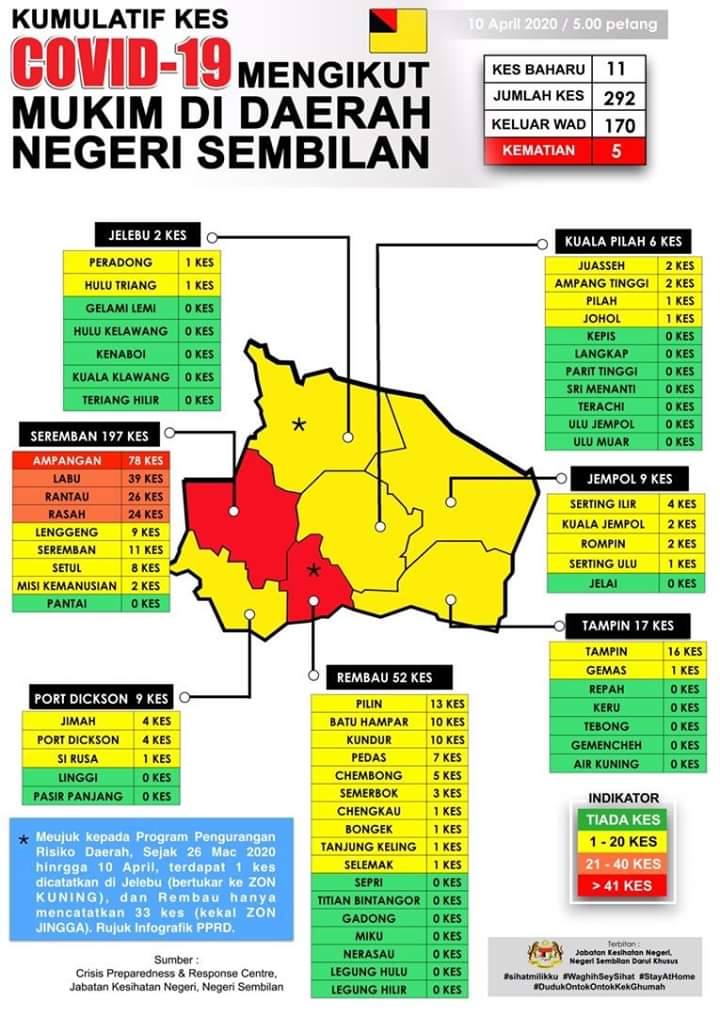 KUMULATIF KES
COVID-19 MENGIKUT
MUKIM DI DAERAH
NEGERI SEMBILAN
10 April 2020 / 5.00 petang
KES BAHARU 11
JUMLAH KES 292
KELUAR WAD 170
KEMATIAN 5
JELEBU 2 KES
PERADONG 1 KES
HULU TRIANG 1 KES
GELAMI LEMI 0 KES
HULU KELAWANG 0 KES
KENABOI 0 KES
KUALA KLAWANG 0 KES
TERIANG HILIR 0 KES
KUALA PILAH 6 KES
JUASSEH 2 KES
AMPANG TINGGI 2 KES
PILAH 1 KES
JOHOL 1 KES
KEPIS 0 KES
LANGKAP 0 KES
PARIT TINGGI 0 KES
SRI MENANTI 0 KES
TERACHI 0 KES
ULU JEMPOL 0 KES
ULU MUAR 0 KES
SEREMBAN 197 KES
AMPANGAN 78 KES
LABU 39 KES
RANTAU 26 KES
RASAH 24 KES
LENGGENG 9 KES
SEREMBAN 11 KES
SETUL 8 KES
MISI KEMANUSIAN 2 KES
PANTAI 0 KES
JEMPOL 9 KES
SERTING ILIR 4 KES
KUALA JEMPOL 2 KES
ROMPIN 2 KES
SERTING ULU 1 KES
JELAI 0 KES
TAMPIN 17 KES
TAMPIN 16 KES
GEMAS 1 KES
REPAH 0 KES
KERU 0 KES
TEBONG 0 KES
GEMENCHEH 0 KES
AIR KUNING 0 KES
PORT DICKSON 9 KES
JIMAH 4 KES
PORT DICKSON 4 KES
SI RUSA 1 KES
LINGGI 0 KES
PASIR PANJANG 0 KES
REMBAU 52 KES
PILIN 13 KES
BATU HAMPAR 10 KES
KUNDUR 10 KES
PEDAS 7 KES
CHEMBONG 5 KES
SEMERBOK 3 KES
CHENGKAU 1 KES
BONGEK 1 KES
TANJUNG KELING 1 KES
SELEMAK 1 KES
SEPRI 0 KES
TITIAN BINTANGOR 0 KES
GADONG 0 KES
MIKU 0 KES
NERASAU 0 KES
LEGUNG HULU 0 KES
LEGUNG HILIR 0 KES
INDIKATOR
TIADA KES
1 - 20 KES
21 - 40 KES
> 41 KES
* Meujuk kepada Program Pengurangan
Risiko Daerah, Sejak 26 Mac 2020
hingga 10 April, terdapat 1 kes
dicatatkan di Jelebu (bertukar ke ZON
KUNING), dan Rembau hanya
mencatatkan 33 kes (kekal ZON
JINGGA). Rujuk Infografik PPRD.
Sumber :
Crisis Preparedness & Response Centre,
Jabatan Kesihatan Negeri, Negeri Sembilan
Terbitan :
Jabatan Kesihatan Negeri,
Negeri Sembilan Darul Khusus
#sihatmilikku #WaghihSeySihat #StayAtHome
#DudukOntokOntokKekGhumah